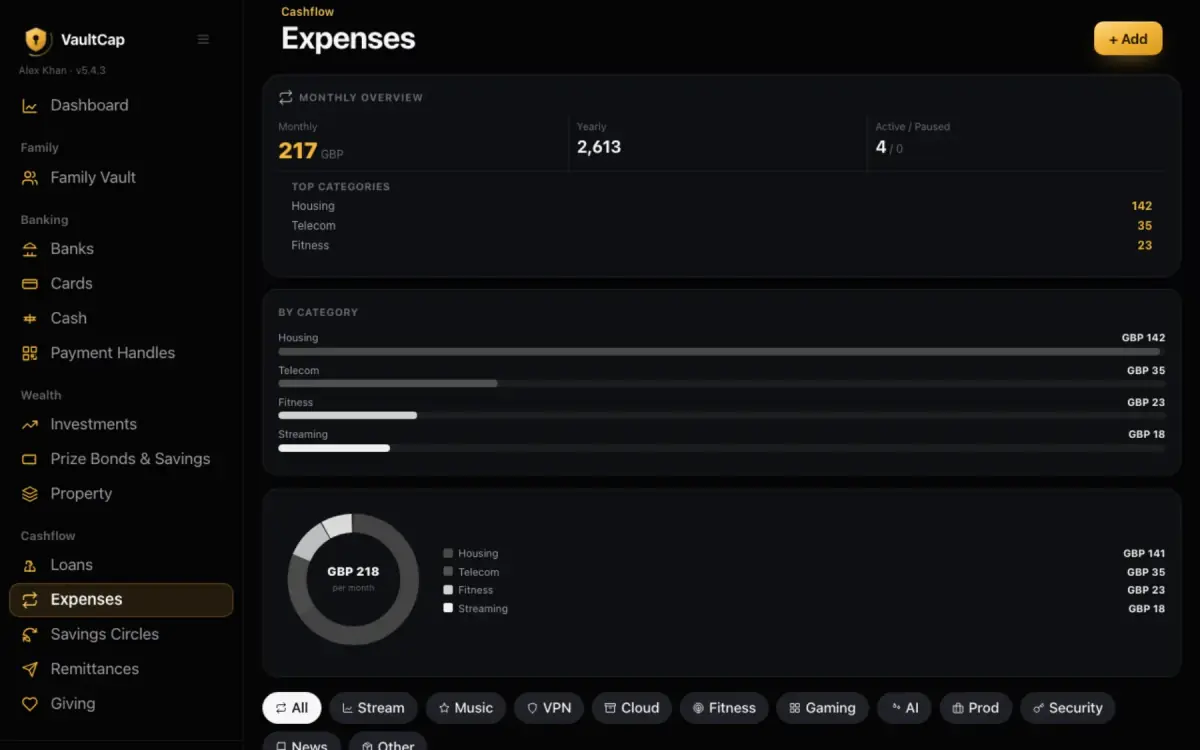 VaultCap
Alex Khan · v5.4.3
Dashboard
Family
Family Vault
Banking
Banks
Cards
Cash
Payment Handles
Wealth
Investments
Prize Bonds & Savings
Property
Cashflow
Loans
Expenses
Savings Circles
Remittances
Giving
Cashflow
Expenses
+ Add
MONTHLY OVERVIEW
Monthly
217 GBP
Yearly
2,613
Active / Paused
4 / 0
TOP CATEGORIES
Housing 142
Telecom 35
Fitness 23
BY CATEGORY
Housing GBP 142
Telecom GBP 35
Fitness GBP 23
Streaming GBP 18
GBP 218
per month
Housing GBP 141
Telecom GBP 35
Fitness GBP 23
Streaming GBP 18
All Stream Music VPN Cloud Fitness Gaming AI Prod Security
News Other